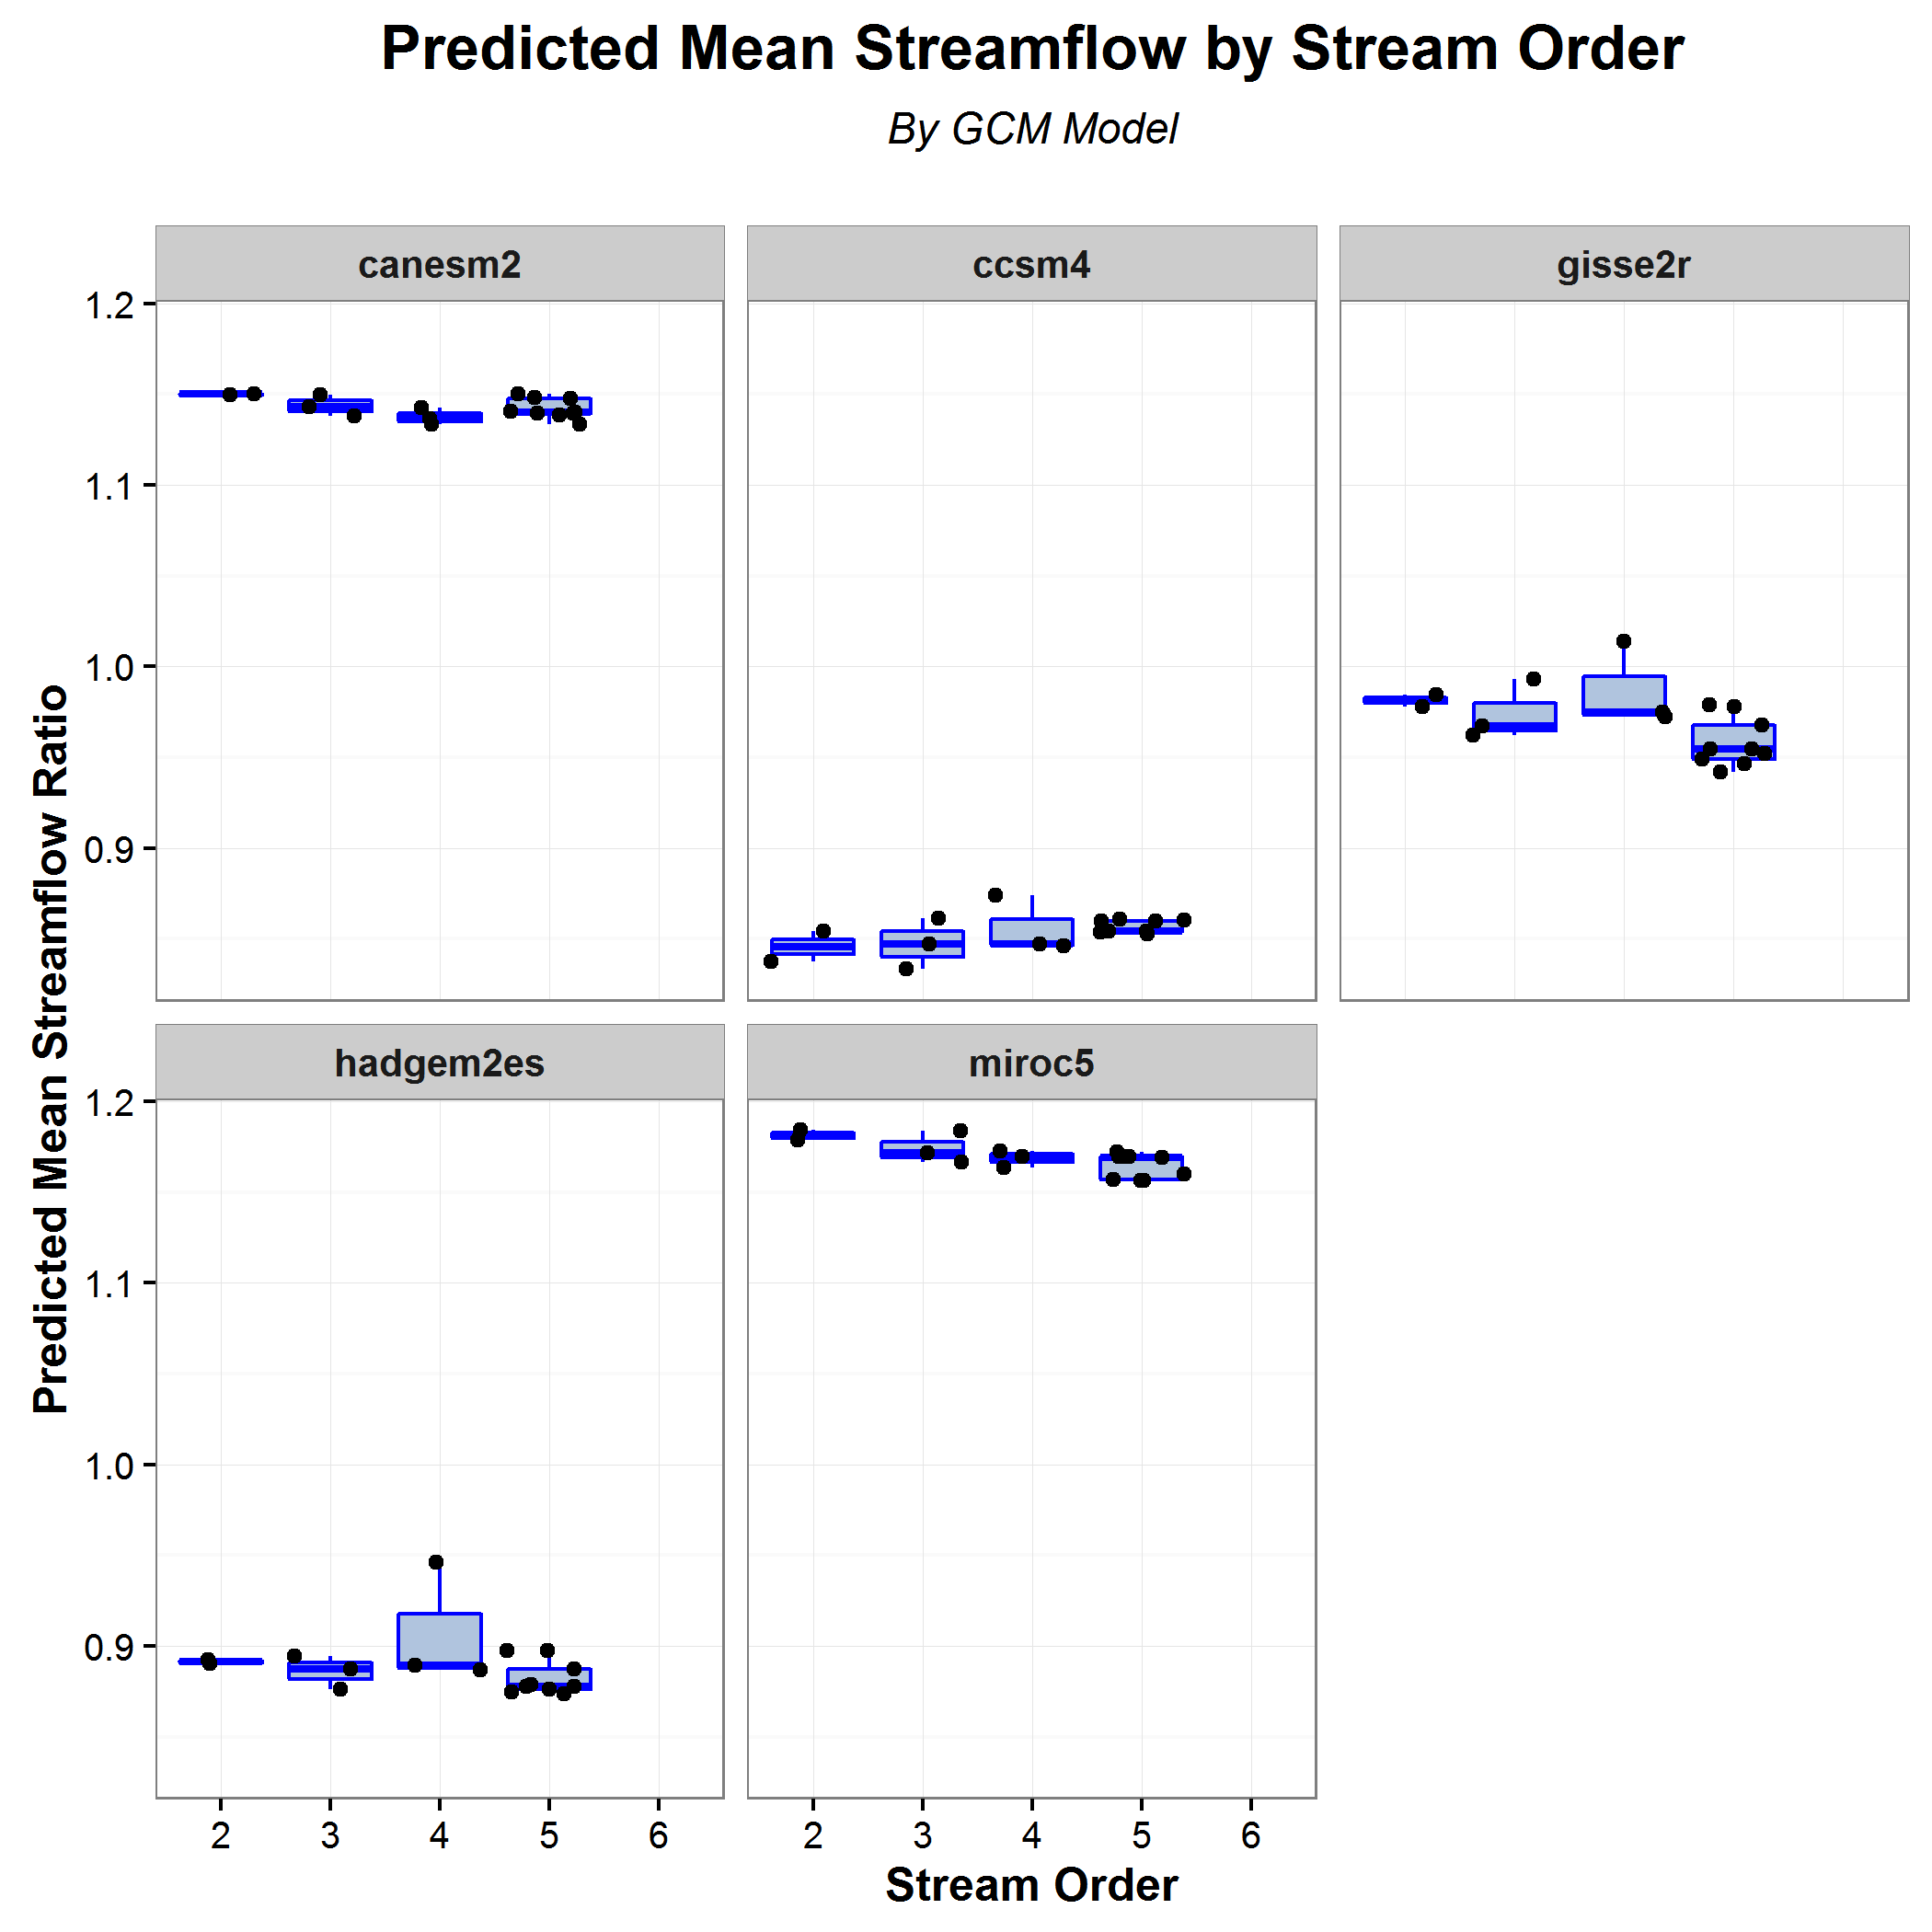 Predicted Mean Streamflow by Stream Order
By GCM Model
canesm2
ccsm4
gisse2r
1.2
1.1
1.0
0.9
Predicted Mean Streamflow Ratio
hadgem2es
miroc5
1.2
1.1
1.0
0.9
2 3 4 5 6
2 3 4 5 6
Stream Order